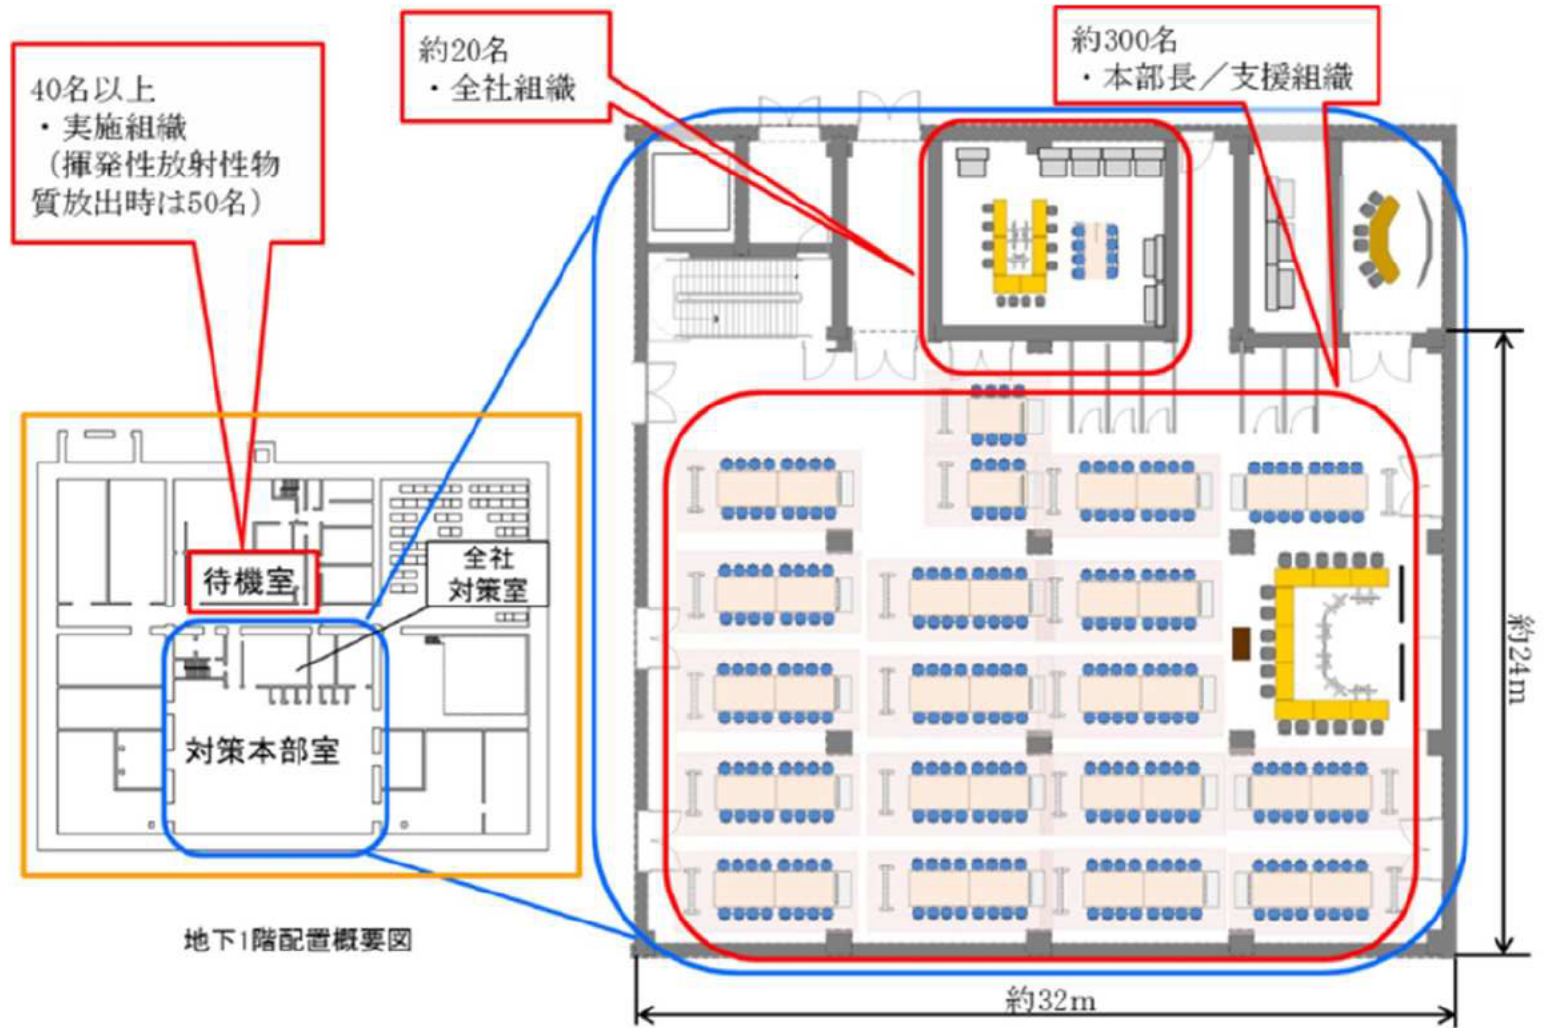 40名以上
・実施組織
（揮発性放射性物
質放出時は50名）
約20名
・全社組織
約300名
・本部長／支援組織
待機室
全社
対策室
対策本部室
地下1階配置概要図
約24m
約32m